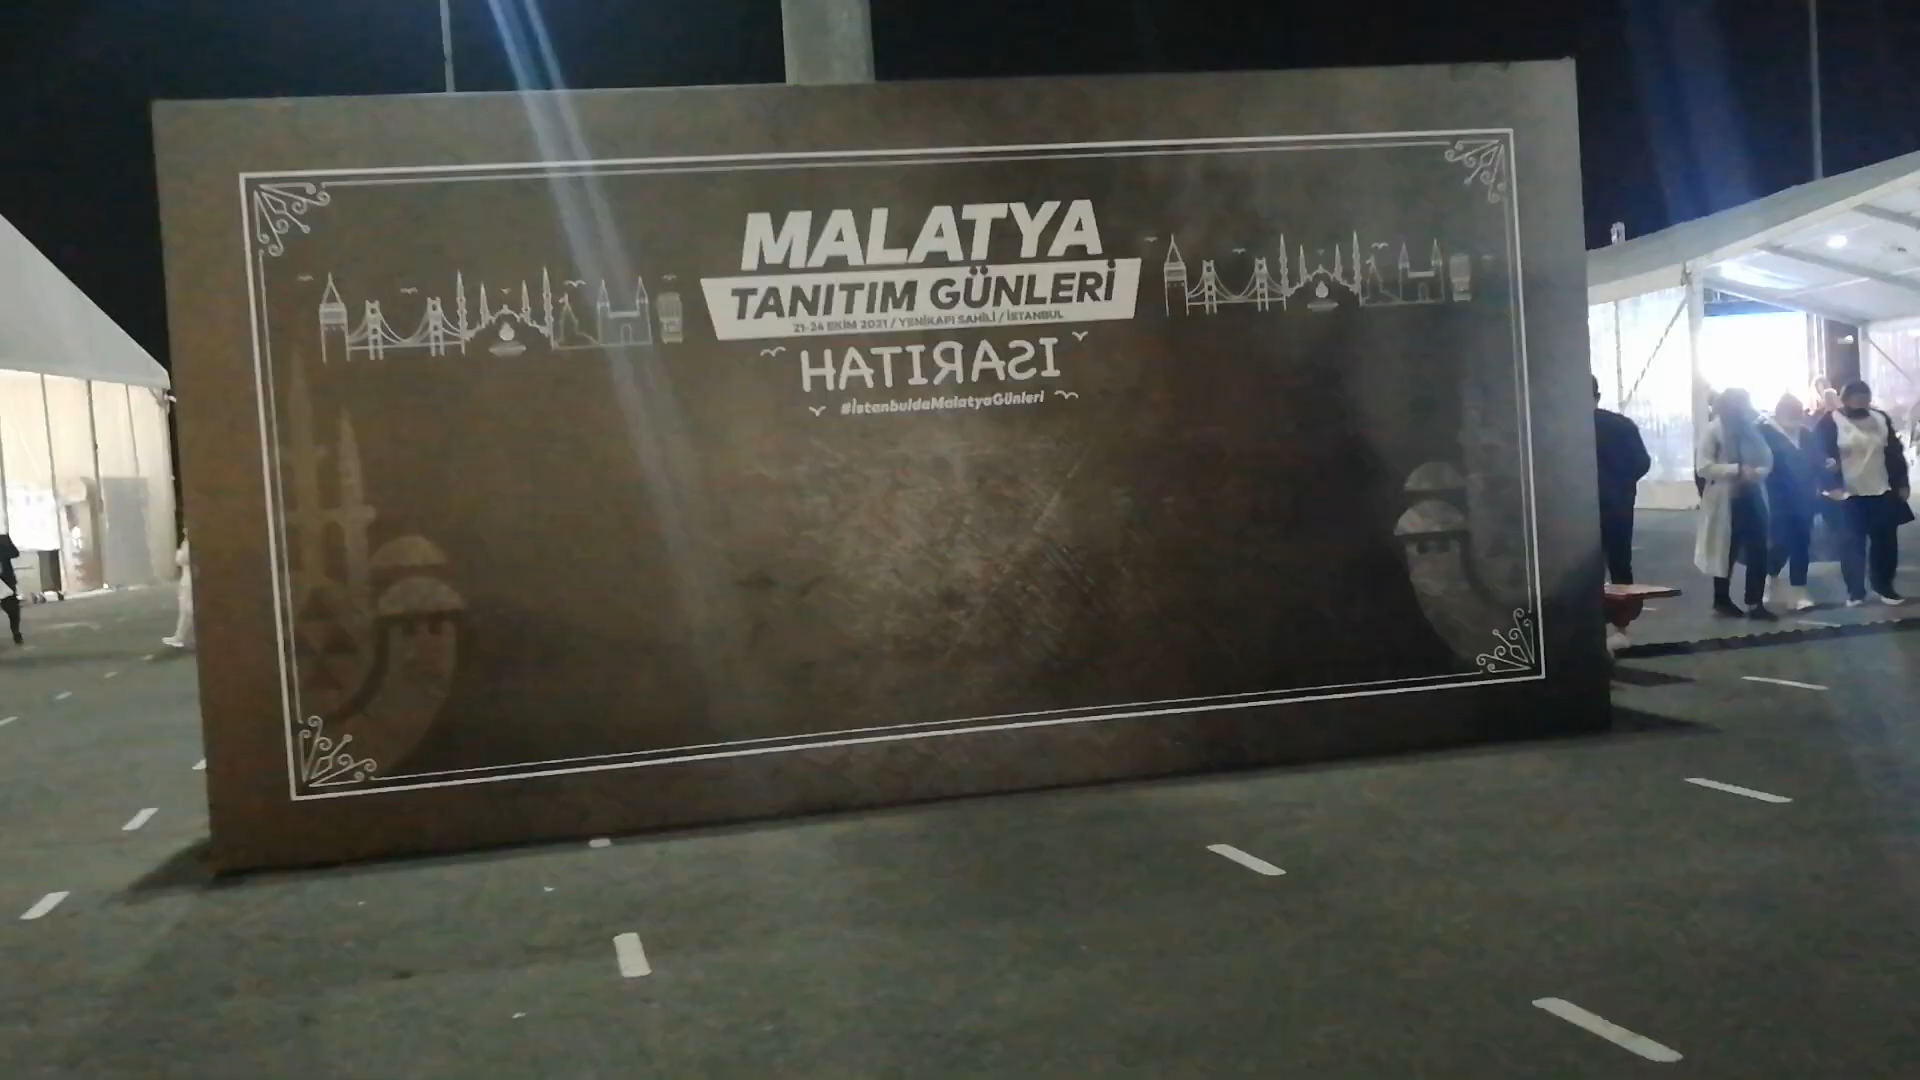 MALATYA
TANITIM GÜNLERİ
21-24 EKİM 2021 / YENİKAPI SAHİLİ / İSTANBUL
HATIRASI
#İstanbuldaMalatyaGünleri